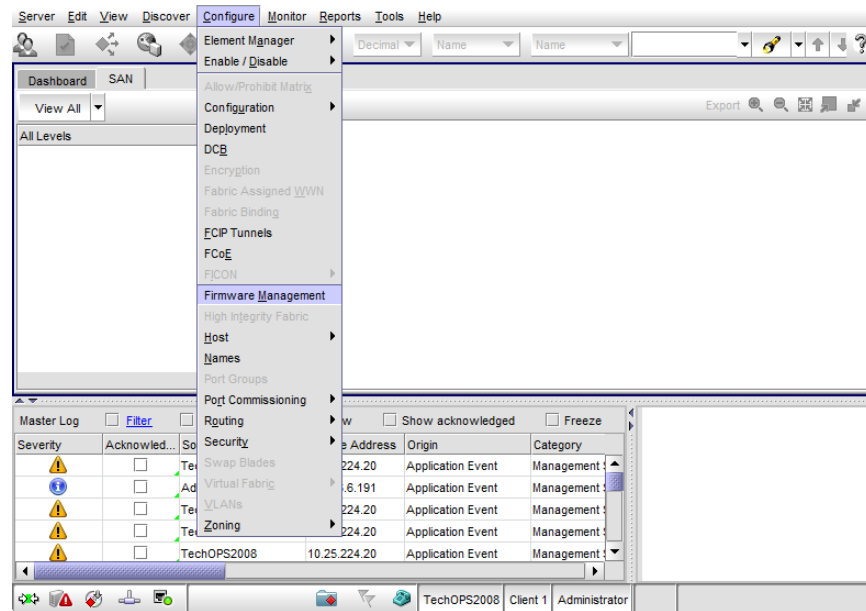 Server Edit View Discover Configure Monitor Reports Tools Help
Decimal Name Name
Dashboard SAN
View All
Export
All Levels
Element Manager
Enable / Disable
Allow/Prohibit Matrix
Configuration
Deployment
DCB
Encryption
Fabric Assigned WWN
Fabric Binding
FCIP Tunnels
FCoE
FICON
Firmware Management
High Integrity Fabric
Host
Names
Port Groups
Port Commissioning
Routing
Security
Swap Blades
Virtual Fabric
VLANs
Zoning
Master Log Filter Show acknowledged Freeze
Severity Acknowled... Address Origin Category
224.20 Application Event Management
.6.191 Application Event Management
224.20 Application Event Management
224.20 Application Event Management
TechOPS2008 10.25.224.20 Application Event Management
TechOPS2008 Client 1 Administrator